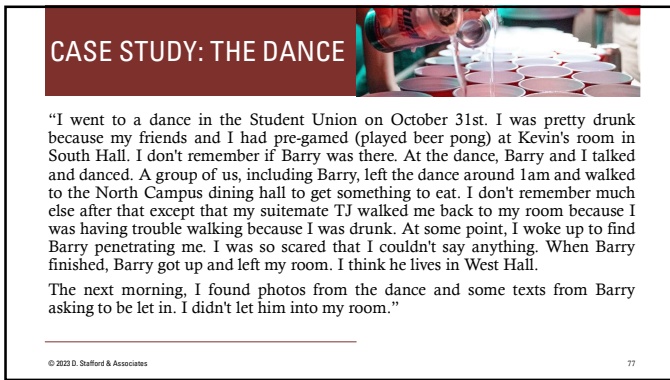 CASE STUDY: THE DANCE
“I went to a dance in the Student Union on October 31st. I was pretty drunk
because my friends and I had pre-gamed (played beer pong) at Kevin's room in
South Hall. I don't remember if Barry was there. At the dance, Barry and I talked
and danced. A group of us, including Barry, left the dance around 1am and walked
to the North Campus dining hall to get something to eat. I don't remember much
else after that except that my suitemate TJ walked me back to my room because I
was having trouble walking because I was drunk. At some point, I woke up to find
Barry penetrating me. I was so scared that I couldn't say anything. When Barry
finished, Barry got up and left my room. I think he lives in West Hall.
The next morning, I found photos from the dance and some texts from Barry
asking to be let in. I didn't let him into my room.”
© 2023 D. Stafford & Associates
77